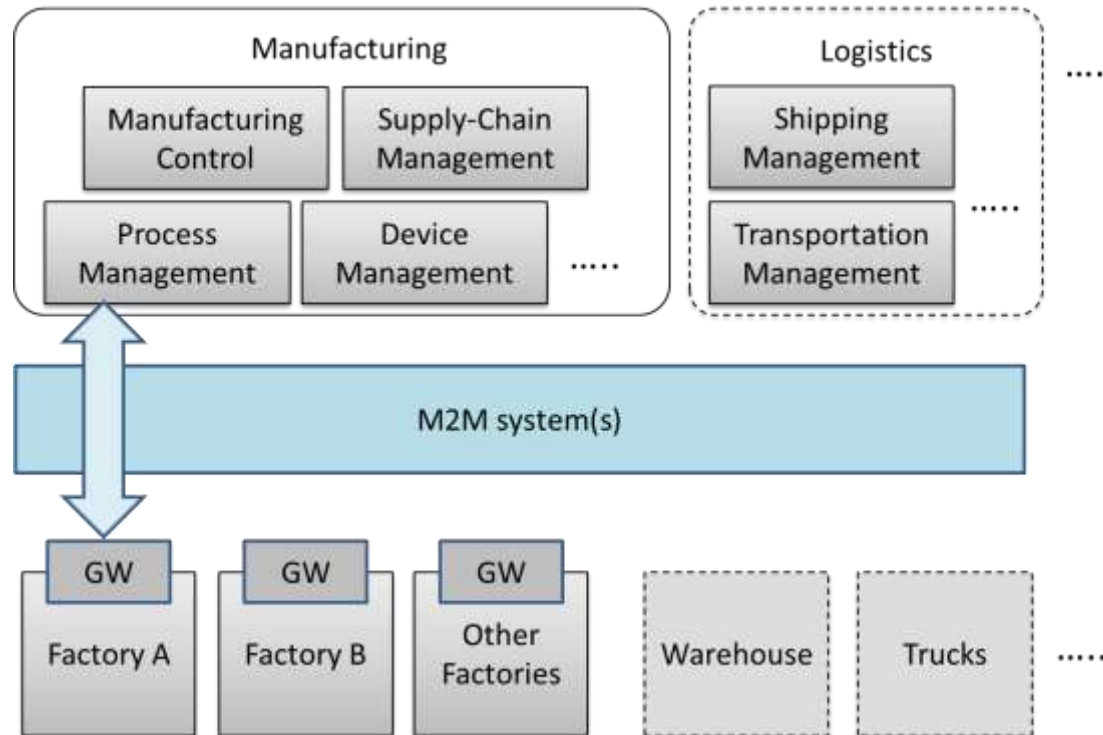 Manufacturing
Logistics
.....
Manufacturing
Control
Supply-Chain
Management
Shipping
Management
Process
Management
Device
Management
.....
Transportation
Management
.....
M2M system(s)
GW
GW
GW
Factory A
Factory B
Other
Factories
Warehouse
Trucks
.....